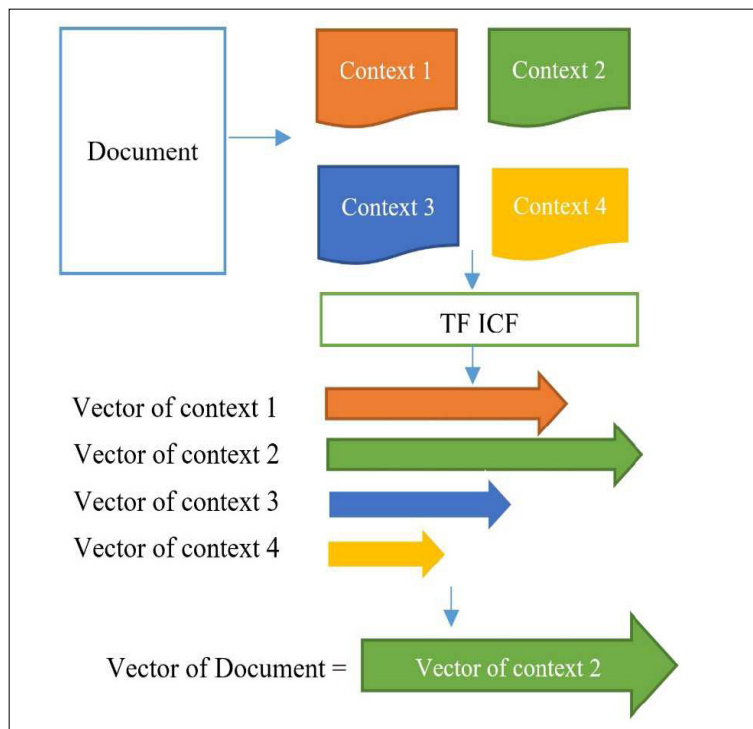 Document
Context 1
Context 2
Context 3
Context 4
TF ICF
Vector of context 1
Vector of context 2
Vector of context 3
Vector of context 4
Vector of Document = Vector of context 2